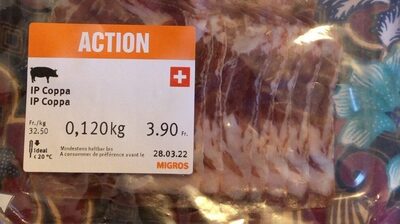 ACTION
IP Coppa
IP Coppa
Fr./kg
32.50 0,120kg 3.90 Fr.
Ideal
≤ 20 °C
Mindestens haltbar bis
A consommer de préférence avant le 28.03.22
MIGROS